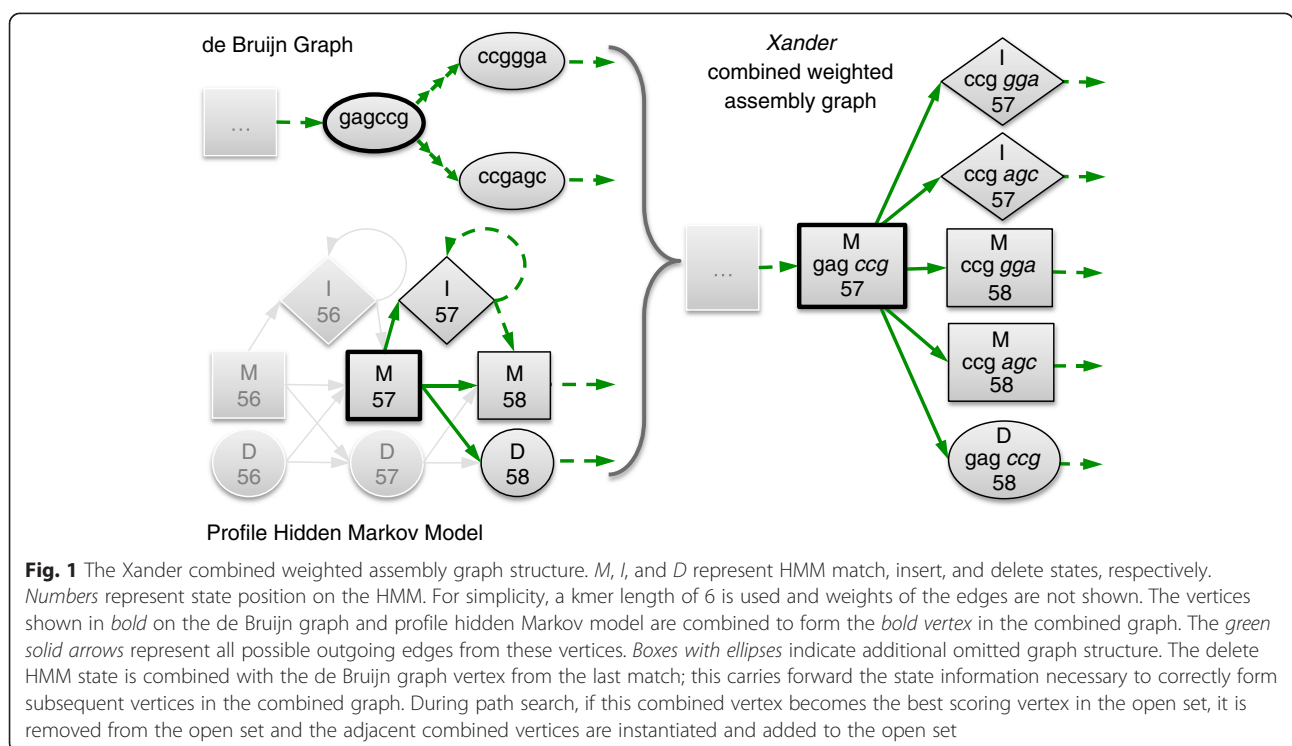 de Bruijn Graph
ccggga
...
gagccg
ccgagc
I
56
I
57
M
56
M
57
M
58
D
56
D
57
D
58
Profile Hidden Markov Model
Xander
combined weighted
assembly graph
...
M
gag ccg
57
I
ccg gga
57
I
ccg agc
57
M
ccg gga
58
M
ccg agc
58
D
gag ccg
58
Fig. 1 The Xander combined weighted assembly graph structure. M, I, and D represent HMM match, insert, and delete states, respectively.
Numbers represent state position on the HMM. For simplicity, a kmer length of 6 is used and weights of the edges are not shown. The vertices
shown in bold on the de Bruijn graph and profile hidden Markov model are combined to form the bold vertex in the combined graph. The green
solid arrows represent all possible outgoing edges from these vertices. Boxes with ellipses indicate additional omitted graph structure. The delete
HMM state is combined with the de Bruijn graph vertex from the last match; this carries forward the state information necessary to correctly form
subsequent vertices in the combined graph. During path search, if this combined vertex becomes the best scoring vertex in the open set, it is
removed from the open set and the adjacent combined vertices are instantiated and added to the open set